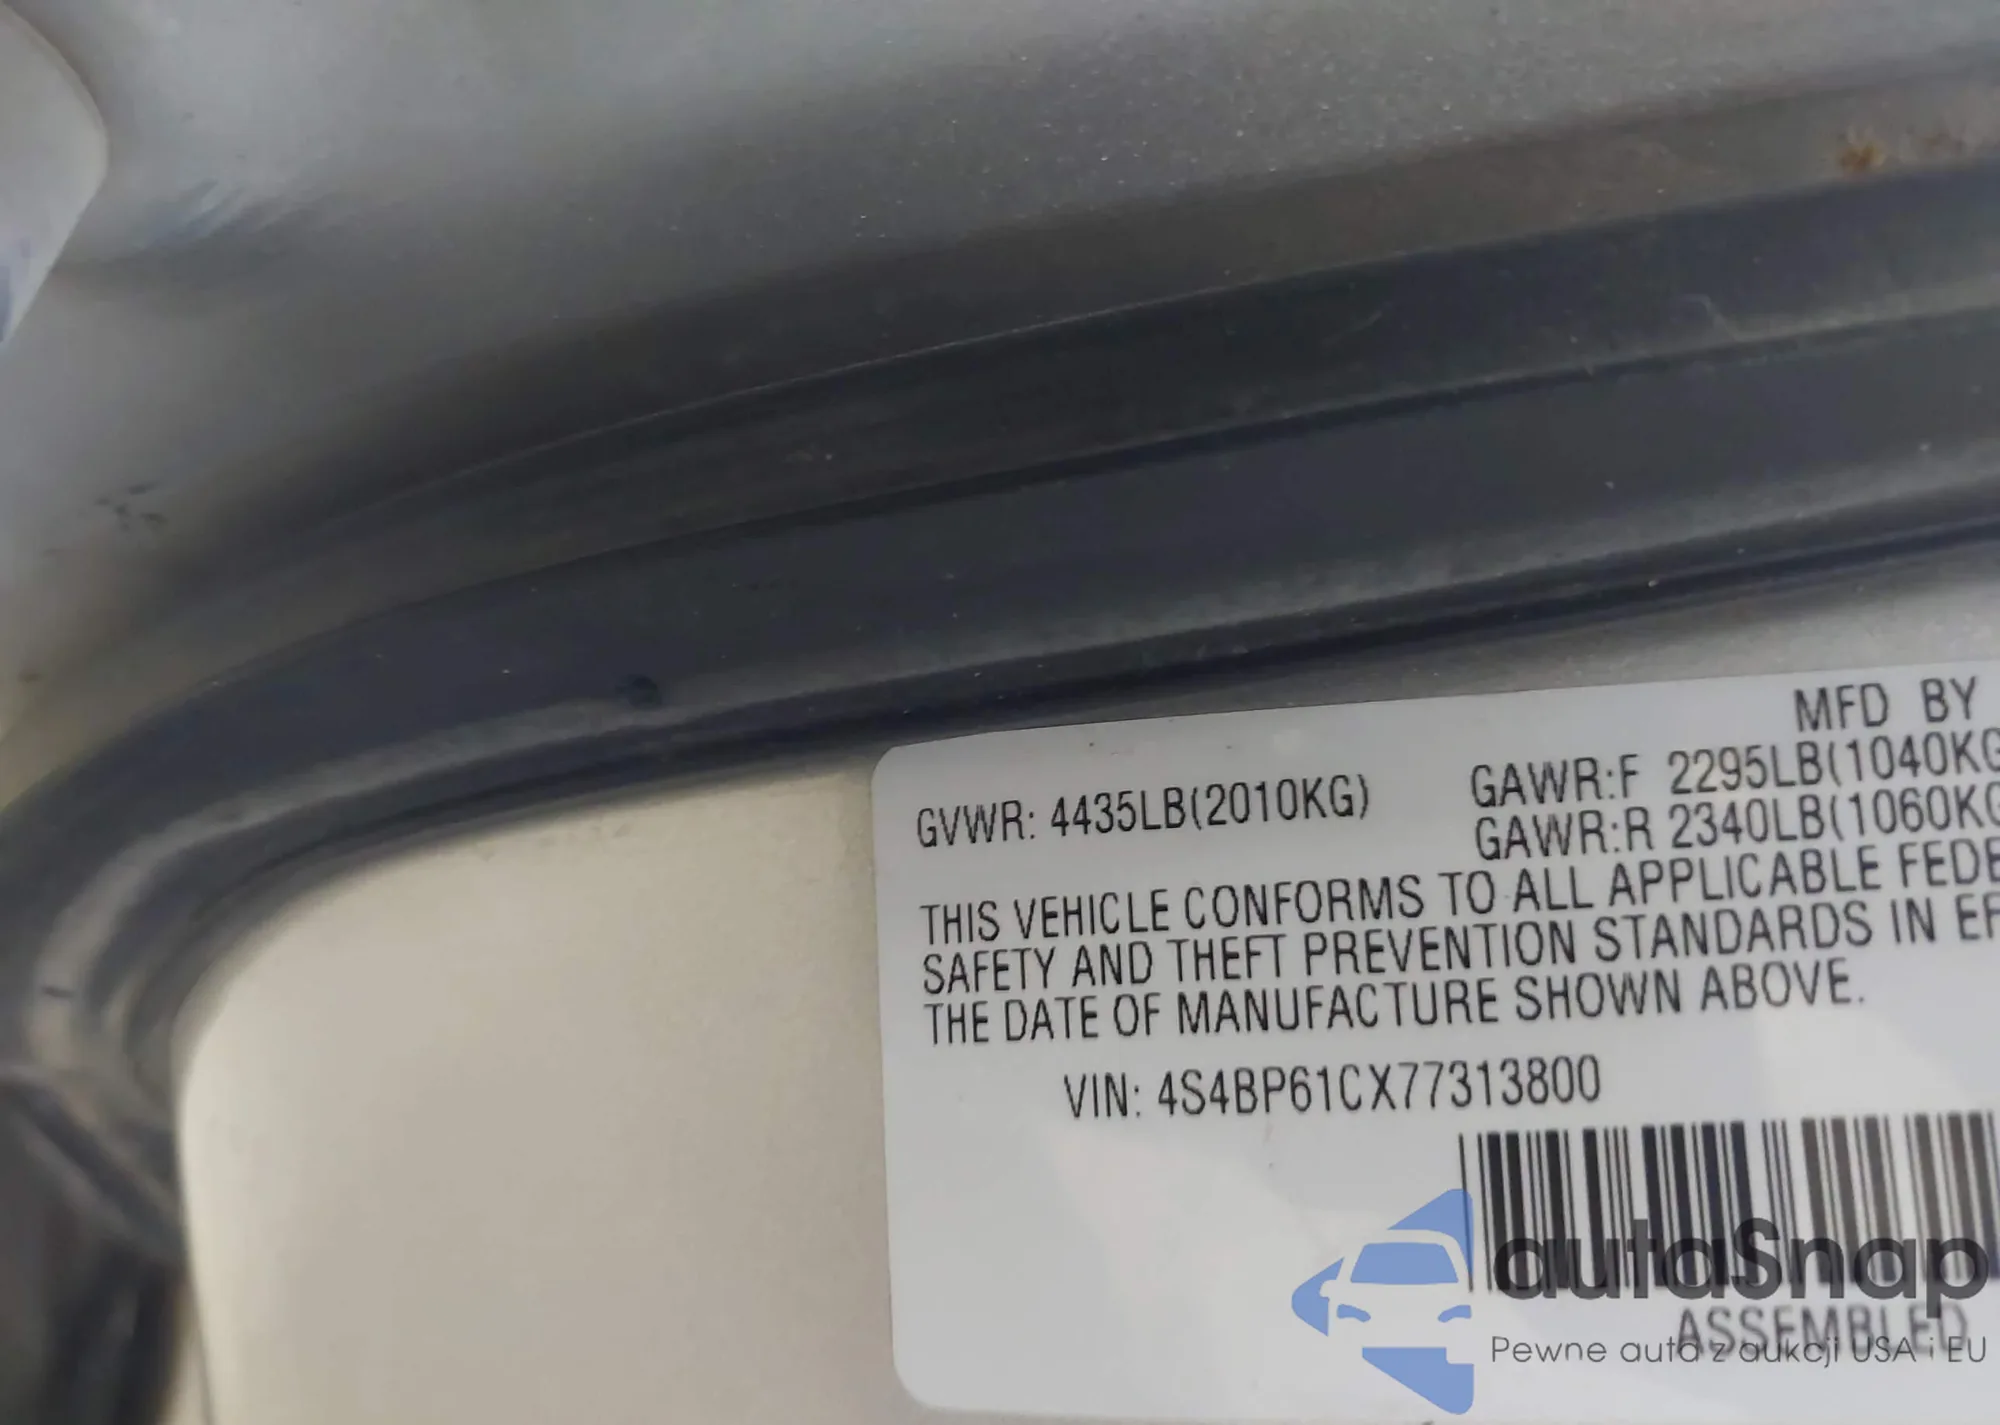 MFD BY
GVWR: 4435LB(2010KG) GAWR:F 2295LB(1040KG
GAWR:R 2340LB(1060KG
THIS VEHICLE CONFORMS TO ALL APPLICABLE FEDE
SAFETY AND THEFT PREVENTION STANDARDS IN EF
THE DATE OF MANUFACTURE SHOWN ABOVE.
VIN: 4S4BP61CX77313800
autaSnap
ASSEMBLED
Pewne auta z aukcji USA i EU